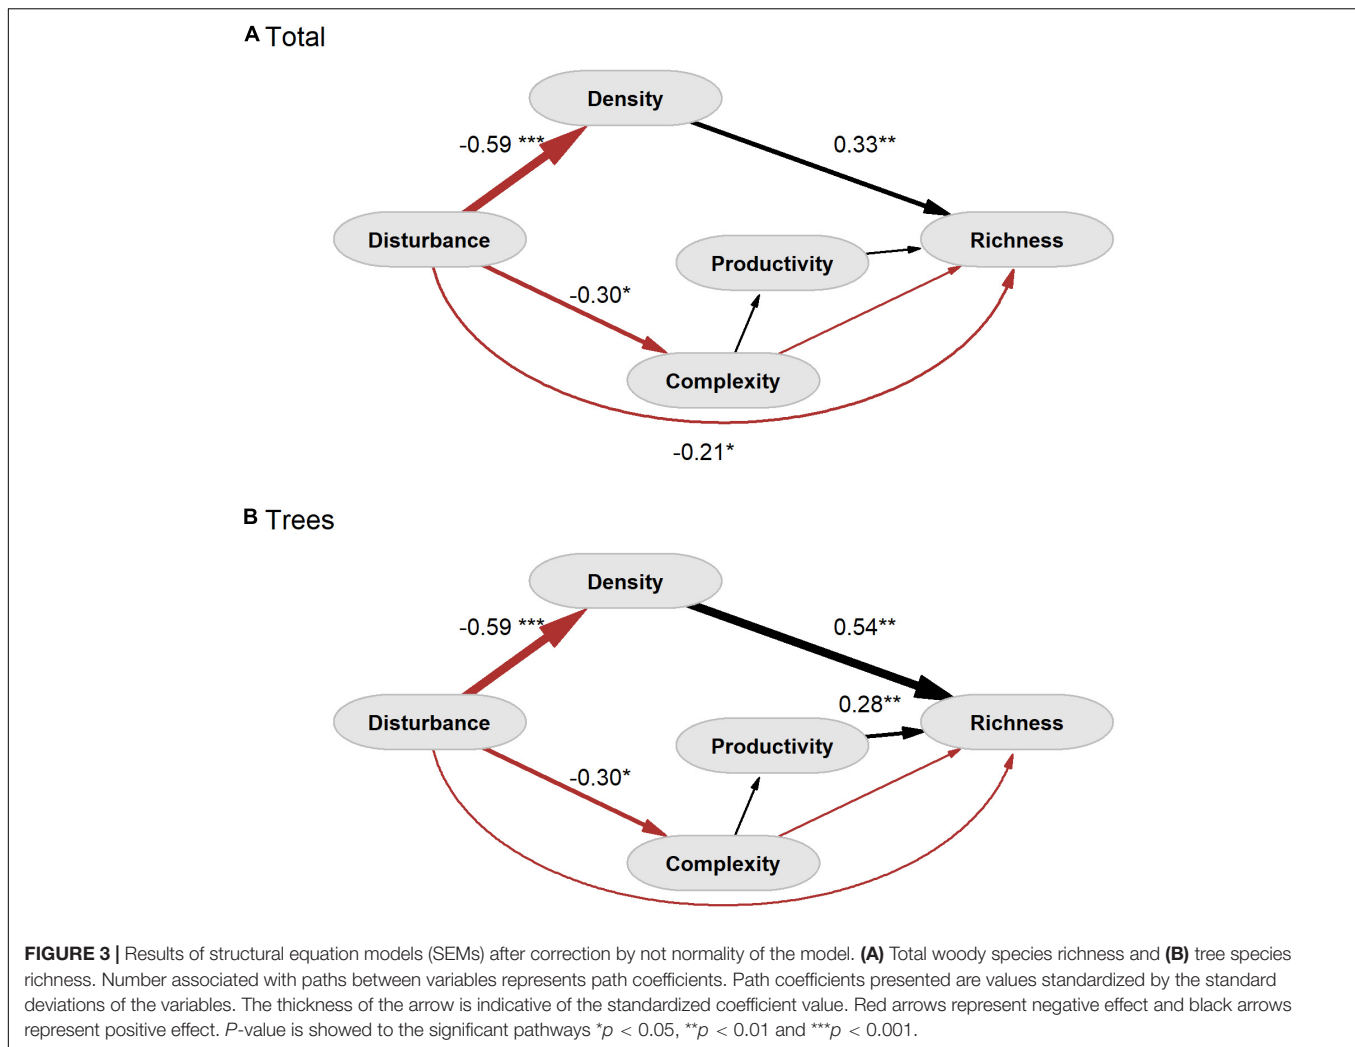 A Total
Density
-0.59 ***
0.33**
Disturbance
Richness
Productivity
-0.30*
Complexity
-0.21*
B Trees
Density
-0.59 ***
0.54**
0.28**
Disturbance
Richness
Productivity
-0.30*
Complexity
FIGURE 3 | Results of structural equation models (SEMs) after correction by not normality of the model. (A) Total woody species richness and (B) tree species
richness. Number associated with paths between variables represents path coefficients. Path coefficients presented are values standardized by the standard
deviations of the variables. The thickness of the arrow is indicative of the standardized coefficient value. Red arrows represent negative effect and black arrows
represent positive effect. P-value is showed to the significant pathways *p < 0.05, **p < 0.01 and ***p < 0.001.